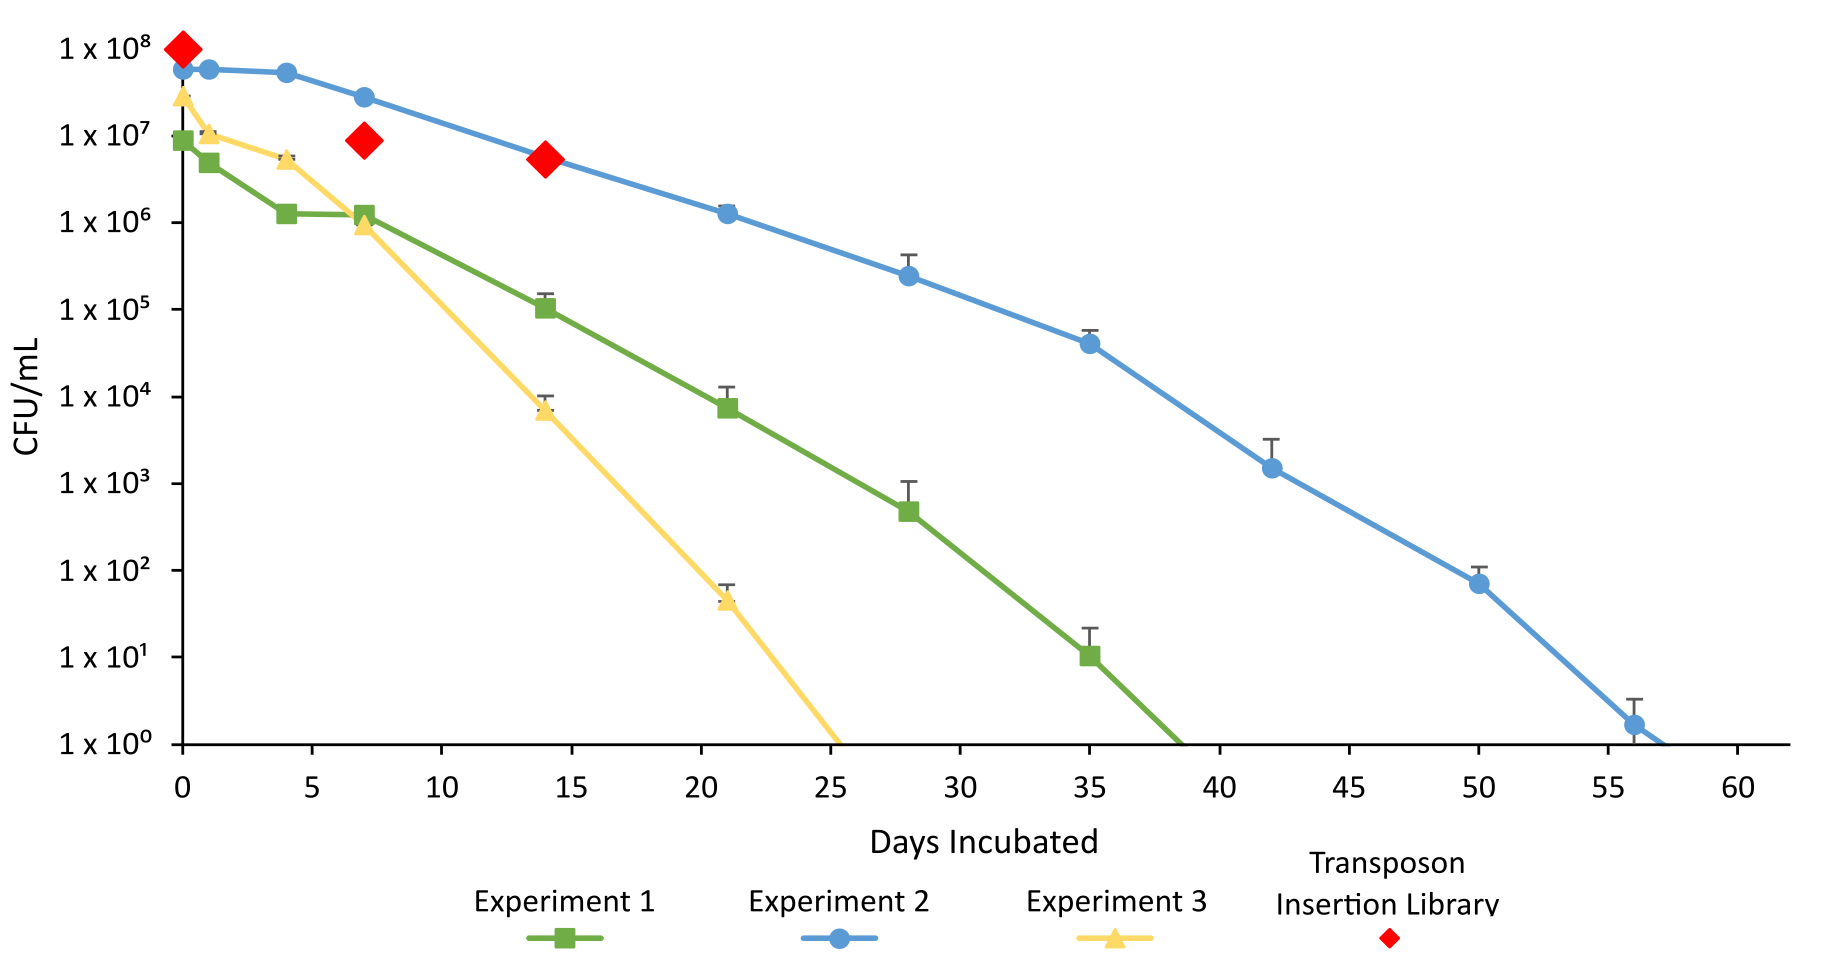 1 x 10⁸
1 x 10⁷
1 x 10⁶
1 x 10⁵
1 x 10⁴
1 x 10³
1 x 10²
1 x 10¹
1 x 10⁰
CFU/mL
0 5 10 15 20 25 30 35 40 45 50 55 60
Days Incubated
Experiment 1
Experiment 2
Experiment 3
Transposon
Insertion Library